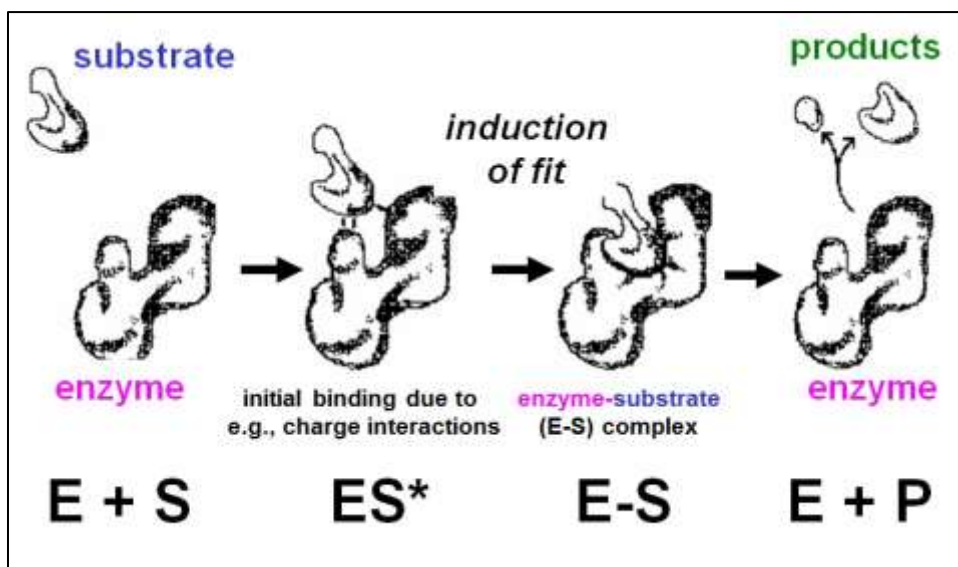 substrate
products
induction
of fit
enzyme
initial binding due to
e.g., charge interactions
enzyme-substrate
(E-S) complex
enzyme
E + S
ES*
E-S
E + P